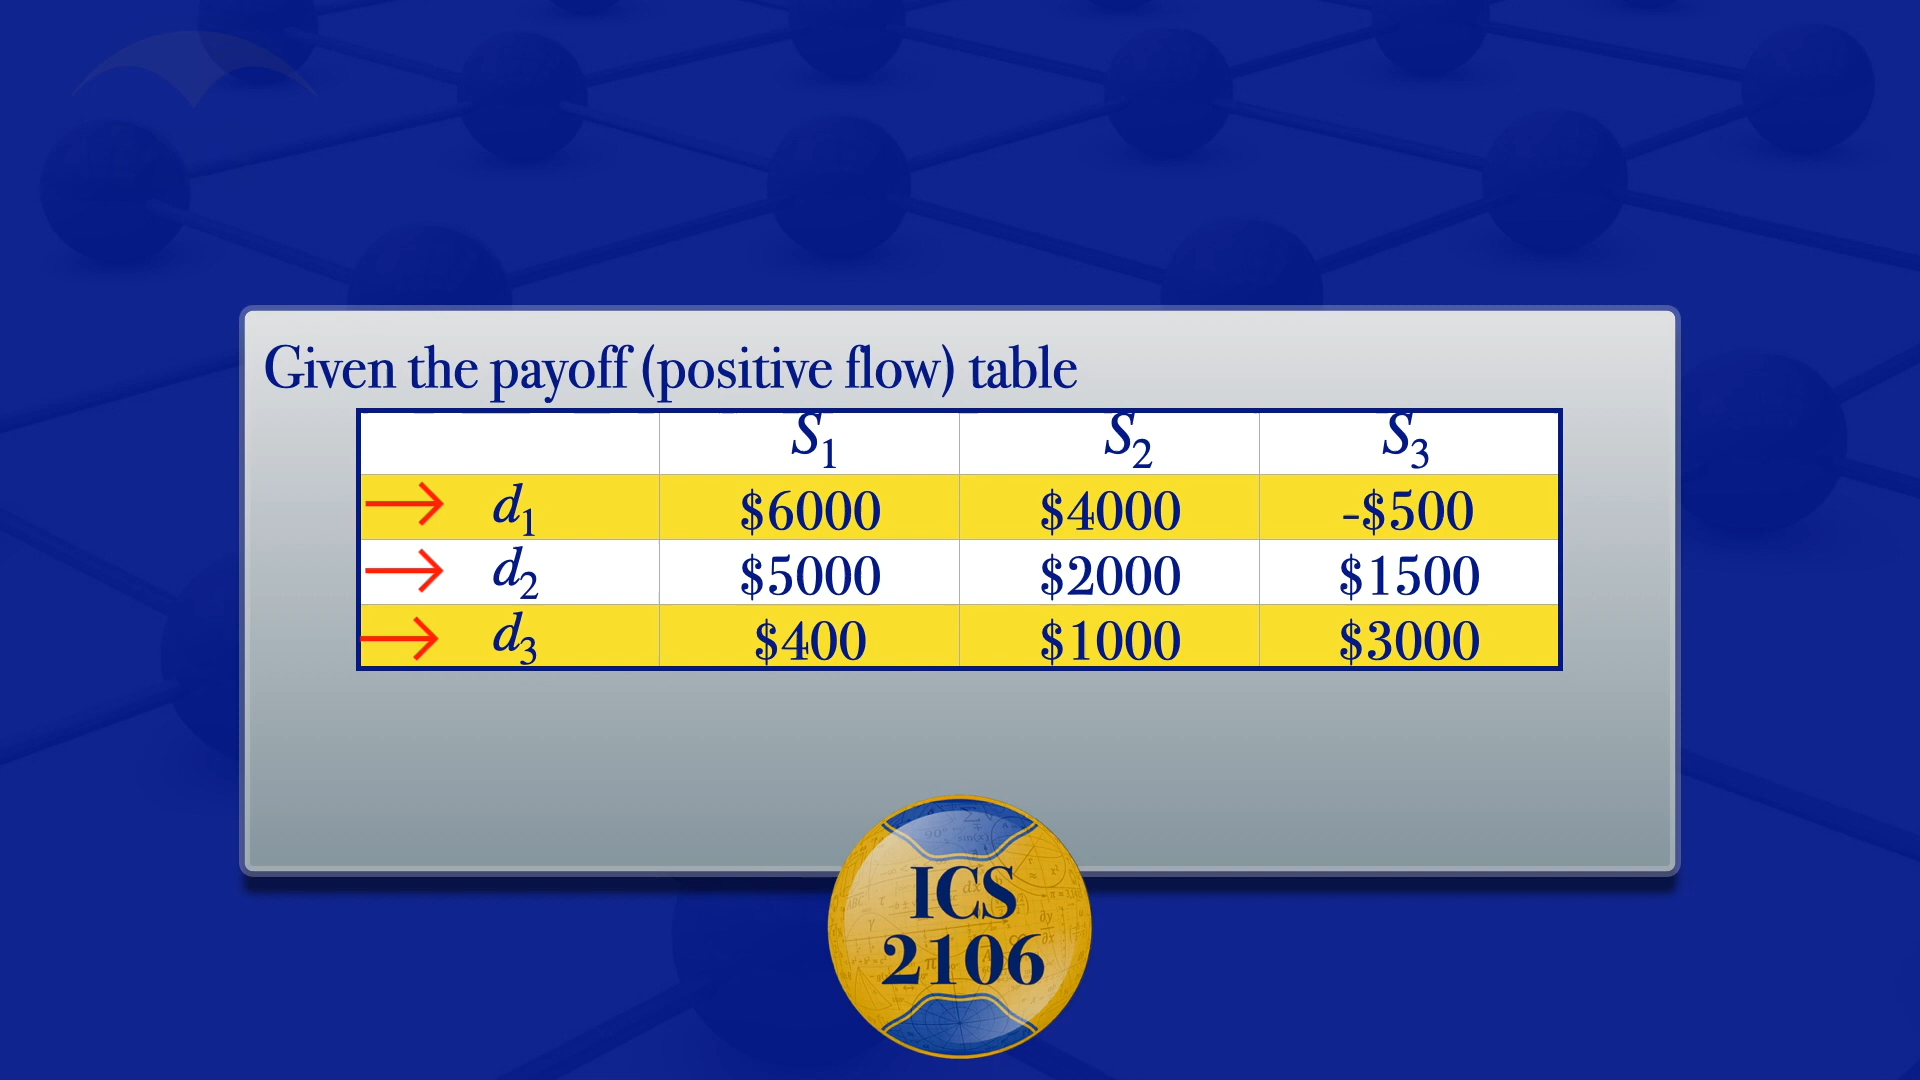 Given the payoff (positive flow) table
S1 S2 S3
d1 $6000 $4000 -$500
d2 $5000 $2000 $1500
d3 $400 $1000 $3000
ICS
2106